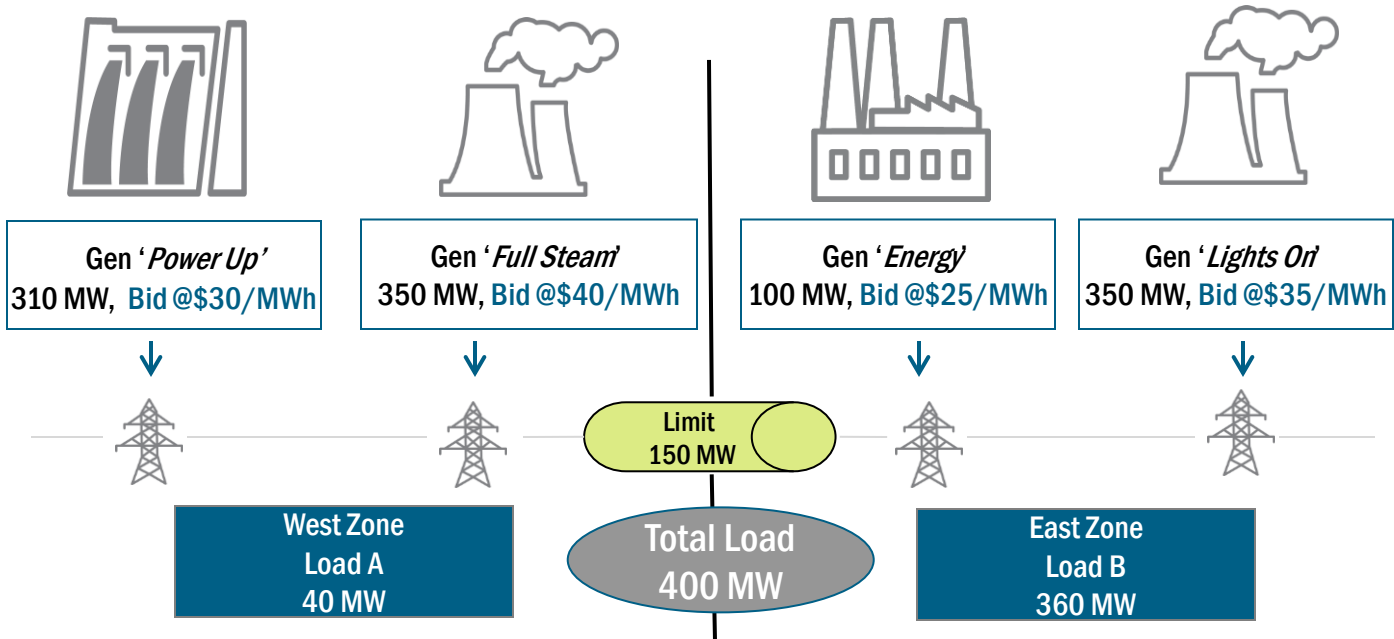 Gen ‘Power Up’
310 MW, Bid @$30/MWh
Gen ‘Full Steam’
350 MW, Bid @$40/MWh
Gen ‘Energy’
100 MW, Bid @$25/MWh
Gen ‘Lights On’
350 MW, Bid @$35/MWh
Limit
150 MW
West Zone
Load A
40 MW
Total Load
400 MW
East Zone
Load B
360 MW